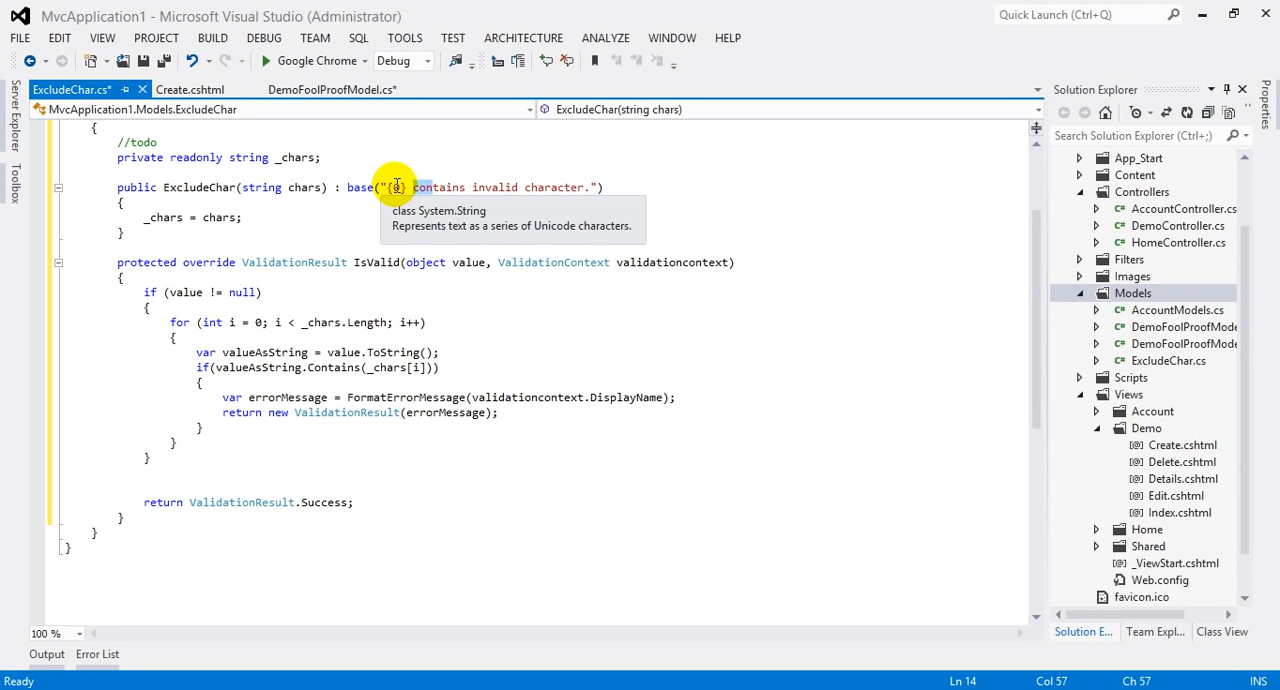 MvcApplication1 - Microsoft Visual Studio (Administrator)
Quick Launch (Ctrl+Q)
FILE EDIT VIEW PROJECT BUILD DEBUG TEAM SQL TOOLS TEST ARCHITECTURE ANALYZE WINDOW HELP
Google Chrome Debug
ExcludeChar.cs* Create.cshtml DemoFoolProofModel.cs*
MvcApplication1.Models.ExcludeChar ExcludeChar(string chars)
Server Explorer
Toolbox
{
//todo
private readonly string _chars;
public ExcludeChar(string chars) : base("{0} contains invalid character.")
{
_chars = chars;
}
class System.String
Represents text as a series of Unicode characters.
protected override ValidationResult IsValid(object value, ValidationContext validationcontext)
{
if (value != null)
{
for (int i = 0; i < _chars.Length; i++)
{
var valueAsString = value.ToString();
if(valueAsString.Contains(_chars[i]))
{
var errorMessage = FormatErrorMessage(validationcontext.DisplayName);
return new ValidationResult(errorMessage);
}
}
}
return ValidationResult.Success;
}
}
}
100 %
Solution Explorer
Search Solution Explorer (Ctrl+;)
App_Start
Content
Controllers
AccountController.cs
DemoController.cs
HomeController.cs
Filters
Images
Models
AccountModels.cs
DemoFoolProofMode
DemoFoolProofMode
ExcludeChar.cs
Scripts
Views
Account
Demo
Create.cshtml
Delete.cshtml
Details.cshtml
Edit.cshtml
Index.cshtml
Home
Shared
_ViewStart.cshtml
Web.config
favicon.ico
Solution E... Team Expl... Class View
Properties
Output Error List
Ready Ln 14 Col 57 Ch 57 INS